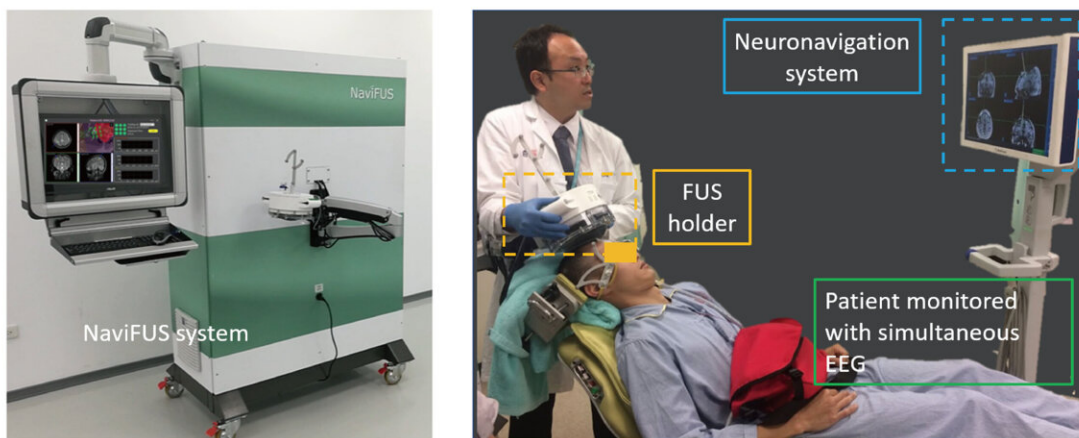 NaviFUS
NaviFUS system
Neuronavigation
system
FUS
holder
Patient monitored
with simultaneous
EEG